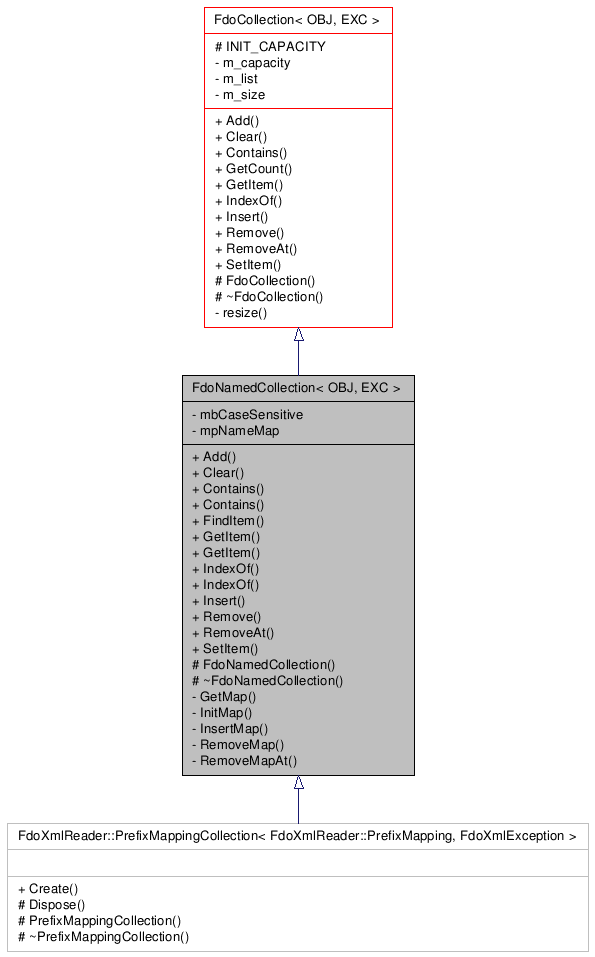 FdoCollection< OBJ, EXC >
# INIT_CAPACITY
- m_capacity
- m_list
- m_size
+ Add()
+ Clear()
+ Contains()
+ GetCount()
+ GetItem()
+ IndexOf()
+ Insert()
+ Remove()
+ RemoveAt()
+ SetItem()
# FdoCollection()
# ~FdoCollection()
- resize()
FdoNamedCollection< OBJ, EXC >
- mbCaseSensitive
- mpNameMap
+ Add()
+ Clear()
+ Contains()
+ Contains()
+ FindItem()
+ GetItem()
+ GetItem()
+ IndexOf()
+ IndexOf()
+ Insert()
+ Remove()
+ RemoveAt()
+ SetItem()
# FdoNamedCollection()
# ~FdoNamedCollection()
- GetMap()
- InitMap()
- InsertMap()
- RemoveMap()
- RemoveMapAt()
FdoXmlReader::PrefixMappingCollection< FdoXmlReader::PrefixMapping, FdoXmlException >
+ Create()
# Dispose()
# PrefixMappingCollection()
# ~PrefixMappingCollection()